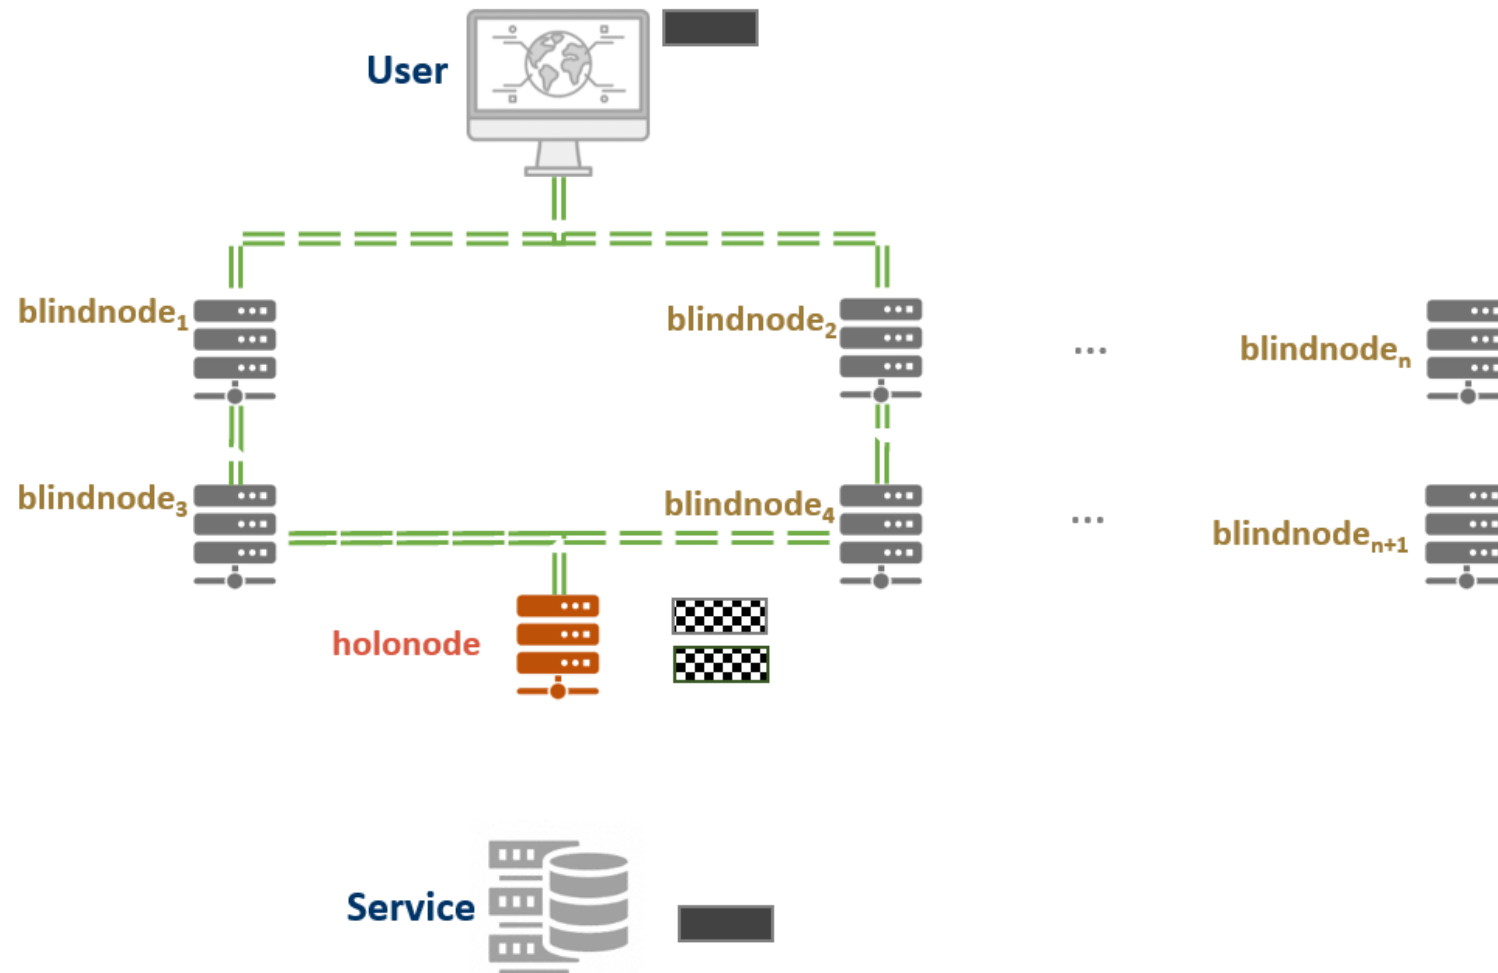 User
blindnode1
blindnode2
...
blindnoden
blindnode3
blindnode4
...
blindnoden+1
holonode
Service